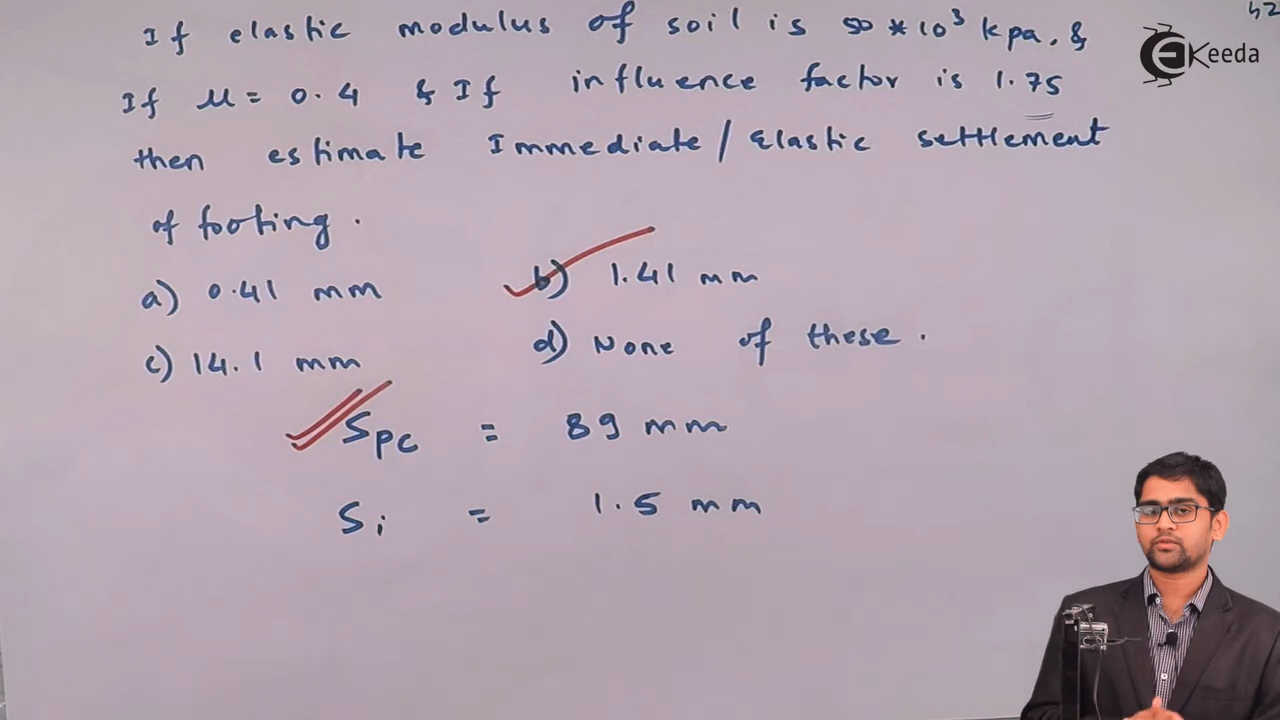 If elastic modulus of soil is 50 * 10³ kpa. &
If μ = 0.4 & If influence factor is 1.75
then estimate Immediate / Elastic settlement
of footing.
a) 0.41 mm b) 1.41 mm
c) 14.1 mm d) None of these.
Spc = 89 mm
Si = 1.5 mm
Ekeeda